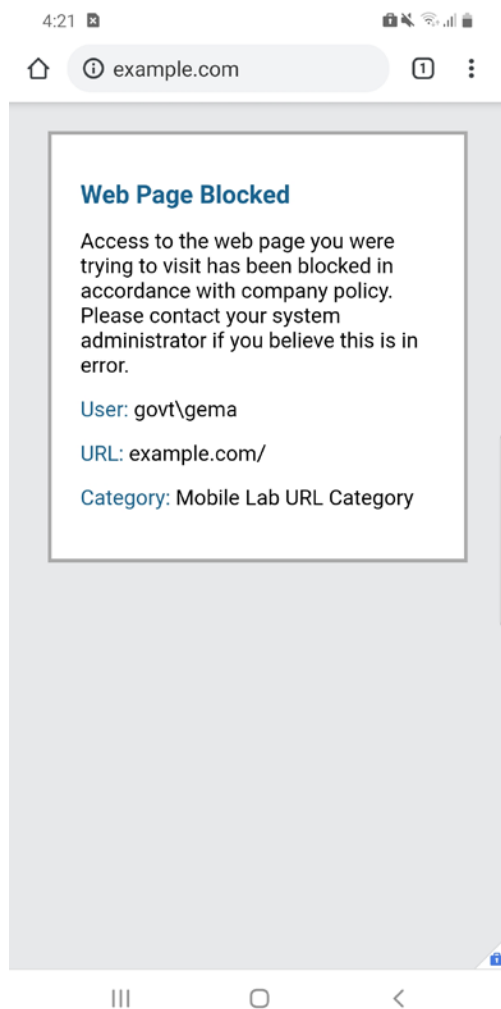 4:21
example.com
1
Web Page Blocked
Access to the web page you were
trying to visit has been blocked in
accordance with company policy.
Please contact your system
administrator if you believe this is in
error.
User: govt\gema
URL: example.com/
Category: Mobile Lab URL Category